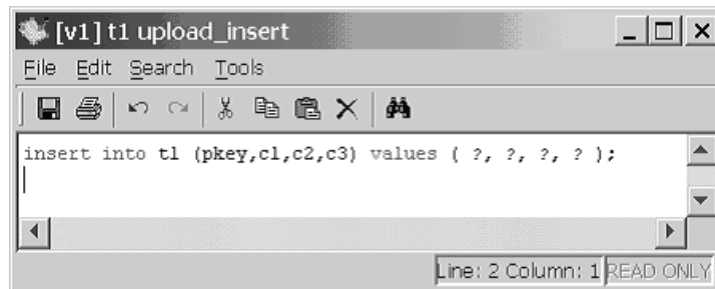 [v1] t1 upload_insert
File Edit Search Tools
insert into t1 (pkey,c1,c2,c3) values ( ?, ?, ?, ? );
Line: 2 Column: 1 READ ONLY